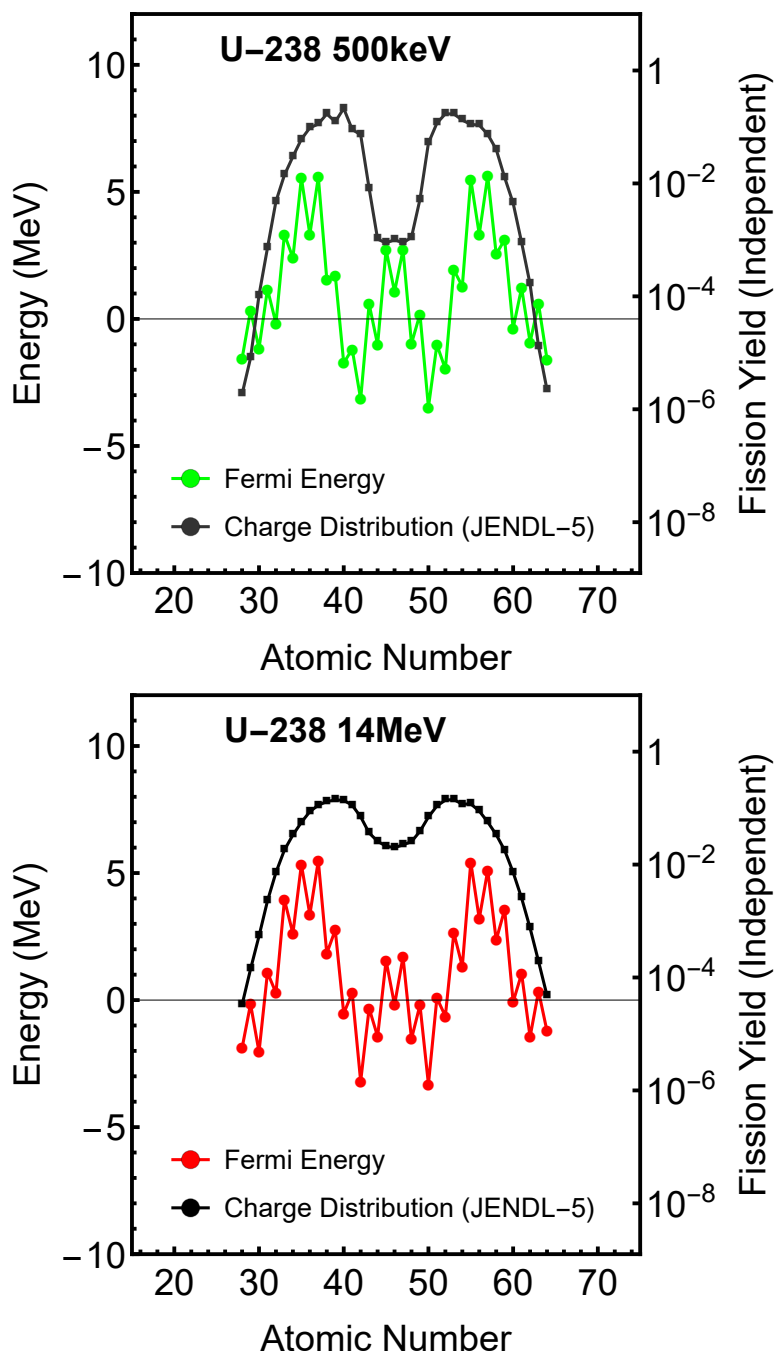 U−238 500keV
10
5
0
−5
−10
Energy (MeV)
1
10−2
10−4
10−6
10−8
Fission Yield (Independent)
Fermi Energy
Charge Distribution (JENDL−5)
20 30 40 50 60 70
Atomic Number
U−238 14MeV
10
5
0
−5
−10
Energy (MeV)
1
10−2
10−4
10−6
10−8
Fission Yield (Independent)
Fermi Energy
Charge Distribution (JENDL−5)
20 30 40 50 60 70
Atomic Number